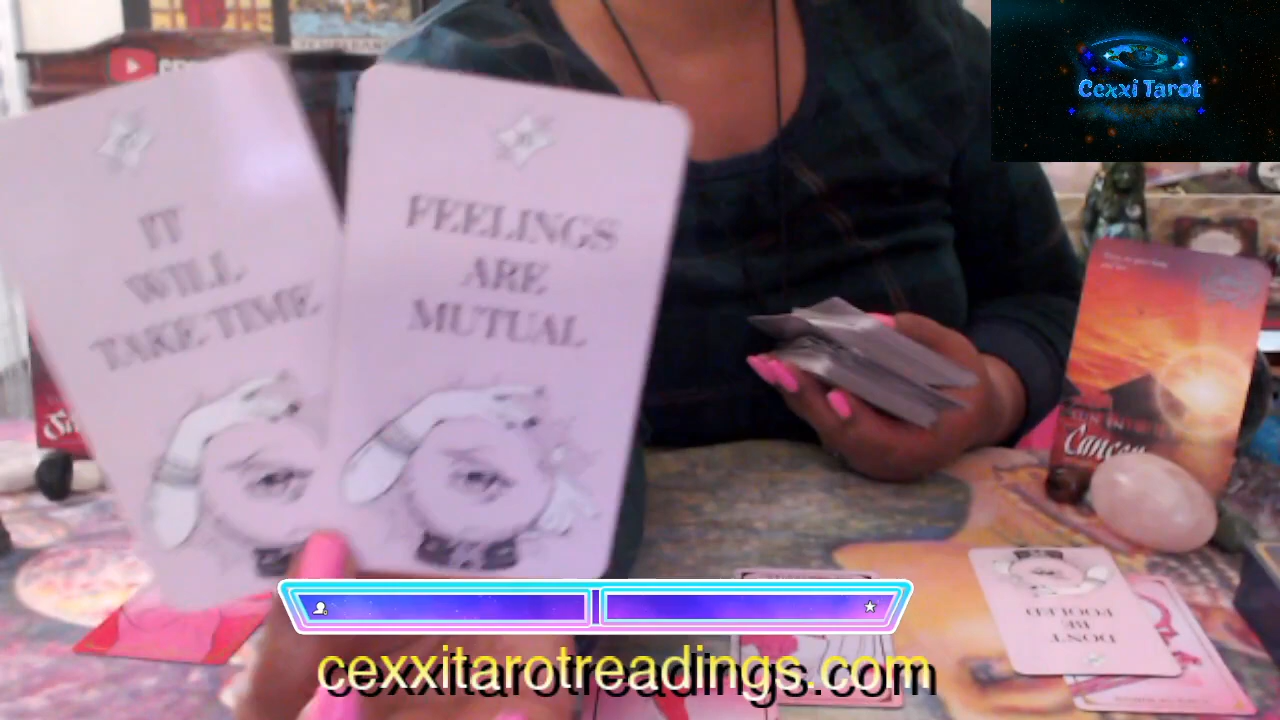 Cexxi Tarot
IT
WILL
TAKE TIME
FEELINGS
ARE
MUTUAL
Cancer
DON'T
BE
FOOLED
cexxitarotreadings.com